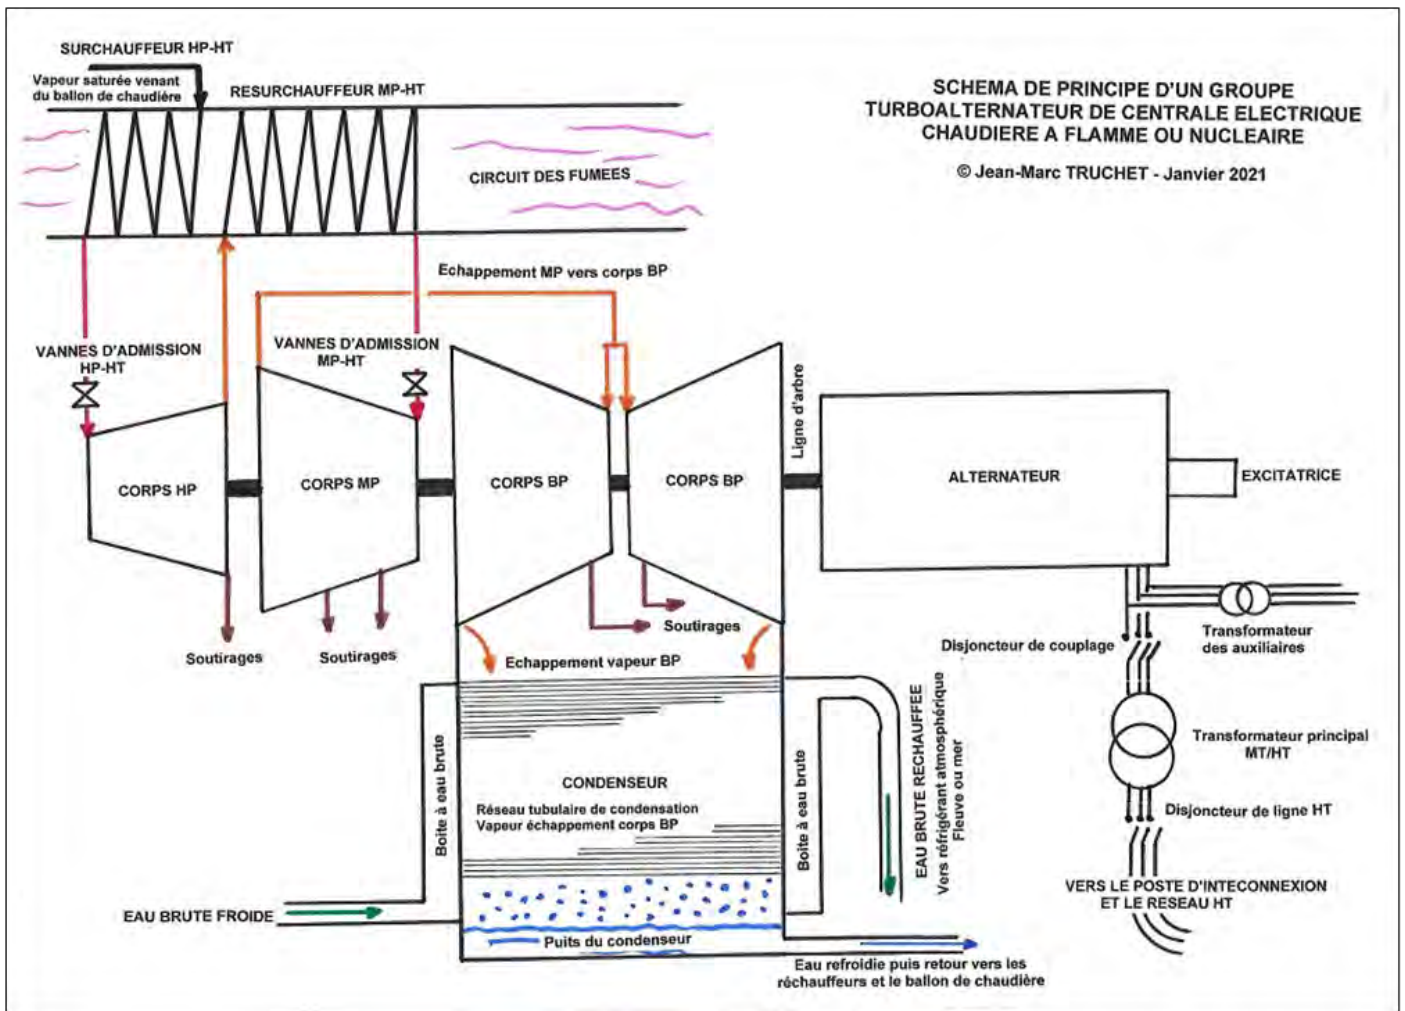 SURCHAUFFEUR HP-HT
Vapeur saturée venant
du ballon de chaudière
RESURCHAUFFEUR MP-HT
CIRCUIT DES FUMEES
SCHEMA DE PRINCIPE D'UN GROUPE
TURBOALTERNATEUR DE CENTRALE ELECTRIQUE
CHAUDIERE A FLAMME OU NUCLEAIRE
© Jean-Marc TRUCHET - Janvier 2021
Echappement MP vers corps BP
VANNES D'ADMISSION
HP-HT
VANNES D'ADMISSION
MP-HT
Ligne d'arbre
CORPS HP
CORPS MP
CORPS BP
CORPS BP
ALTERNATEUR
EXCITATRICE
Soutirages
Soutirages
Soutirages
Echappement vapeur BP
Disjoncteur de couplage
Transformateur
des auxiliaires
Transformateur principal
MT/HT
Disjoncteur de ligne HT
VERS LE POSTE D'INTECONNEXION
ET LE RESEAU HT
Boite à eau brute
CONDENSEUR
Réseau tubulaire de condensation
Vapeur échappement corps BP
Boite à eau brute
EAU BRUTE RECHAUFFEE
Vers réfrigérant atmosphérique
Fleuve ou mer
EAU BRUTE FROIDE
Puits du condenseur
Eau refroidie puis retour vers les
réchauffeurs et le ballon de chaudière